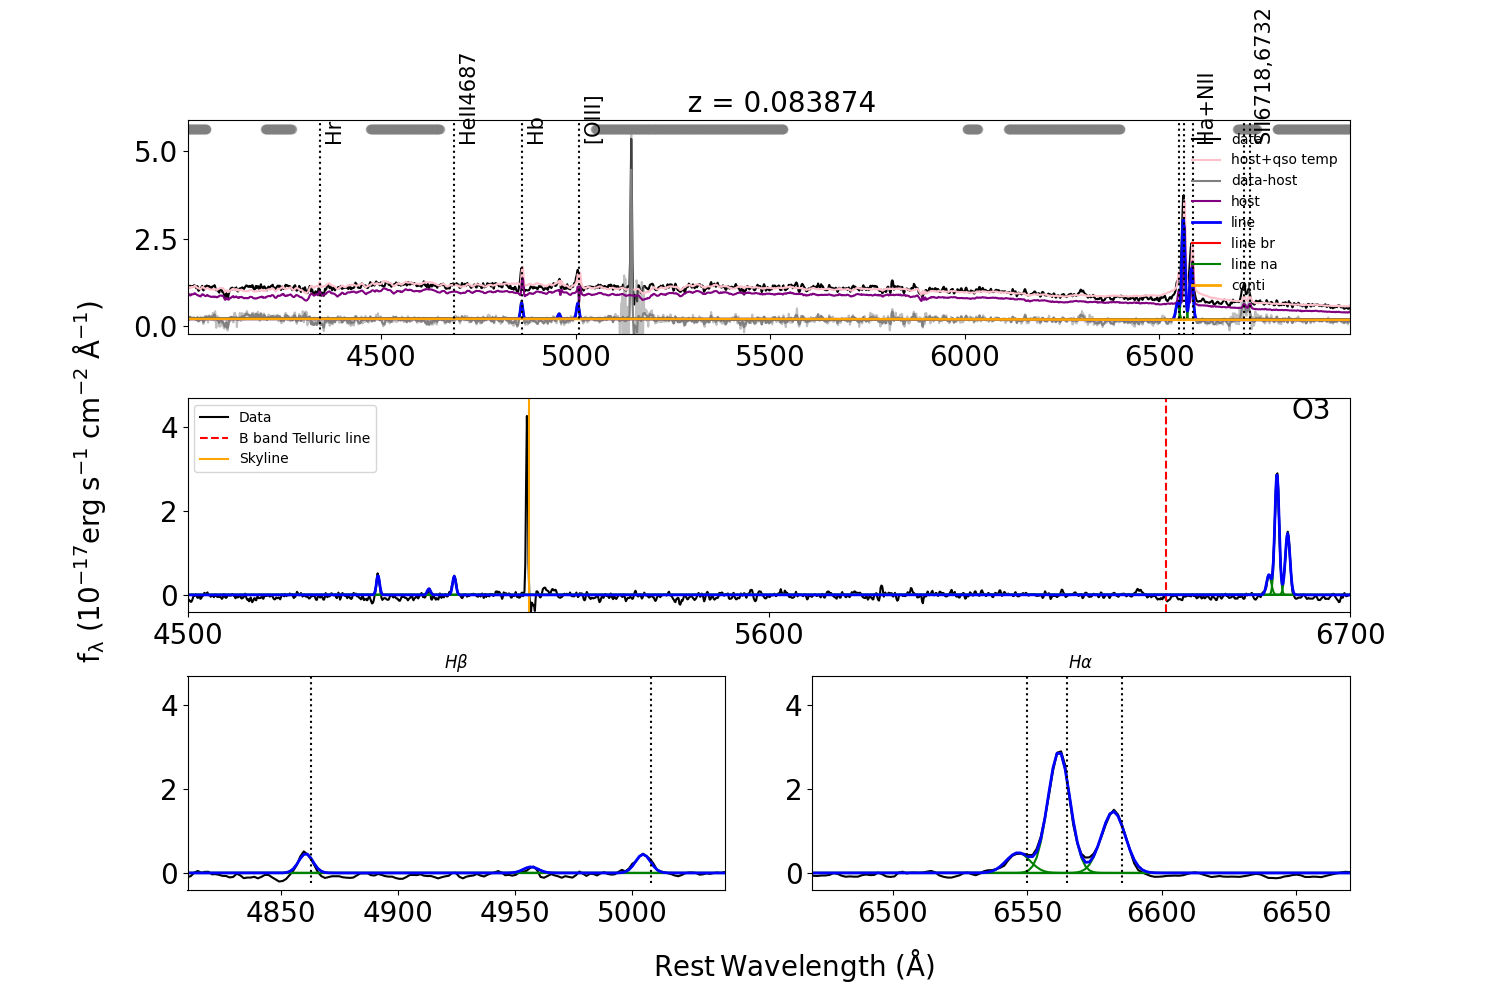 z = 0.083874
Hr
HeII4687
Hb
[OIII]
Ha+NII
SII6718,6732
data
host+qso temp
data-host
host
line
line br
line na
conti
5.0
2.5
0.0
4500 5000 5500 6000 6500
O3
Data
B band Telluric line
Skyline
4
2
0
4500 5600 6700
fλ (10⁻¹⁷erg s⁻¹ cm⁻² Å⁻¹)
Hβ
4
2
0
4850 4900 4950 5000
Hα
4
2
0
6500 6550 6600 6650
Rest Wavelength (Å)